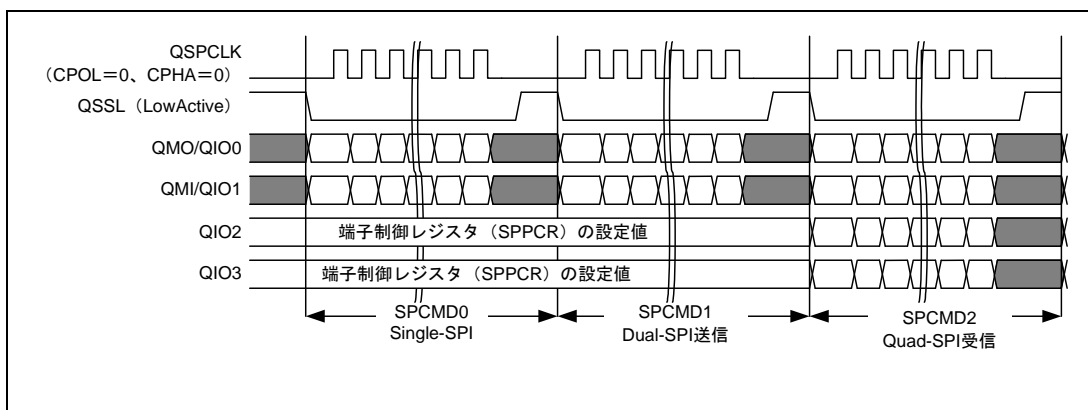 QSPCLK
（CPOL＝0、CPHA＝0）
QSSL（LowActive）
QMO/QIO0
QMI/QIO1
QIO2
端子制御レジスタ（SPPCR）の設定値
QIO3
端子制御レジスタ（SPPCR）の設定値
SPCMD0
Single-SPI
SPCMD1
Dual-SPI送信
SPCMD2
Quad-SPI受信